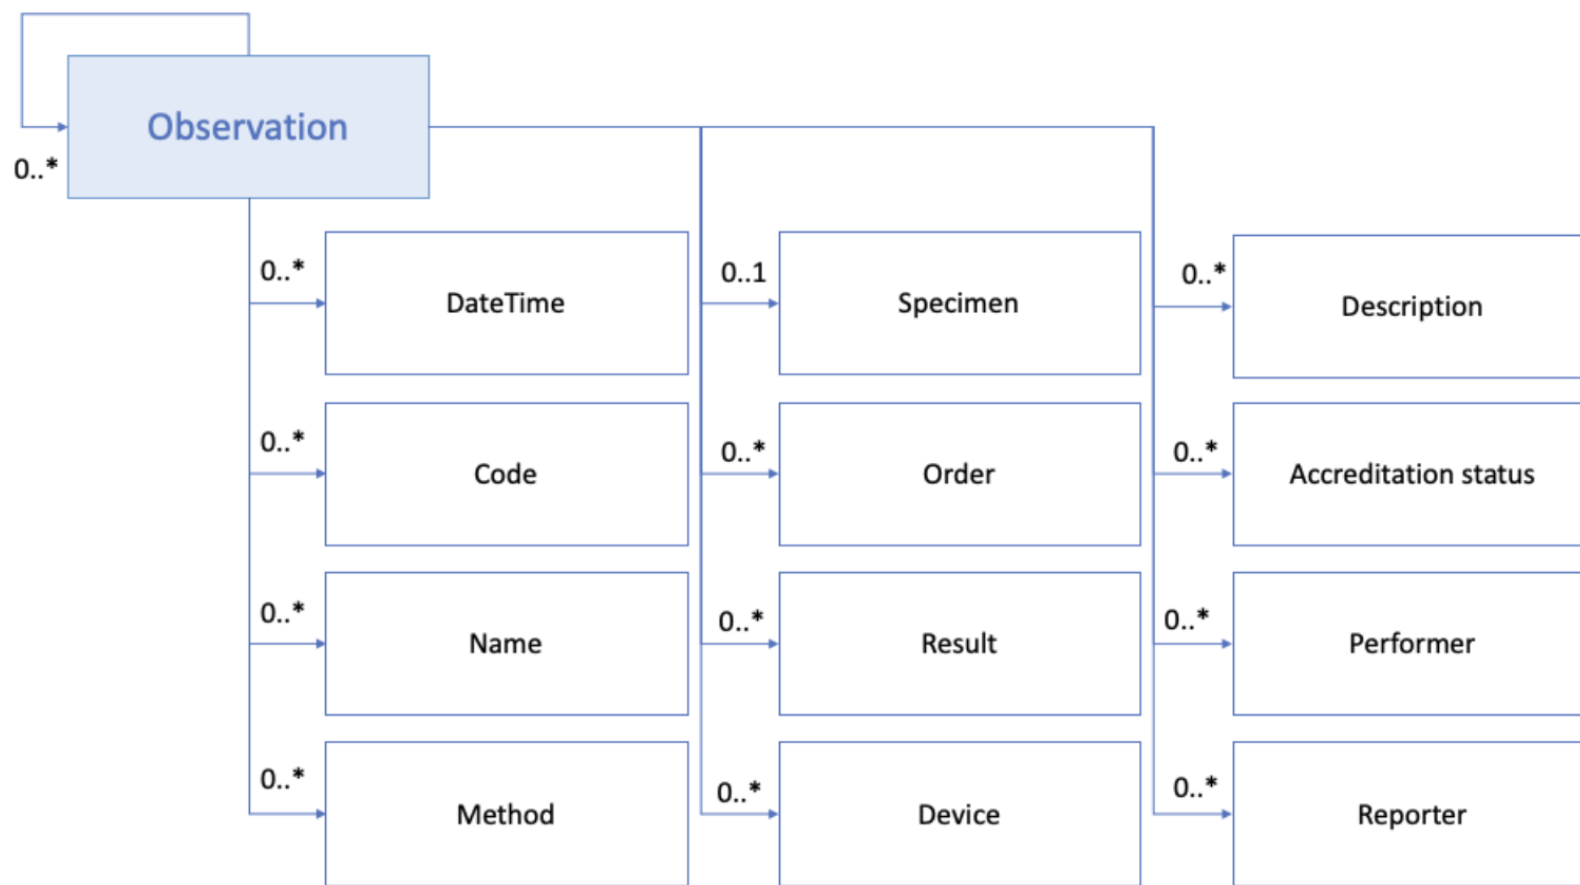 Observation
0..*
0..*
DateTime
0..1
Specimen
0..*
Description
0..*
Code
0..*
Order
0..*
Accreditation status
0..*
Name
0..*
Result
0..*
Performer
0..*
Method
0..*
Device
0..*
Reporter